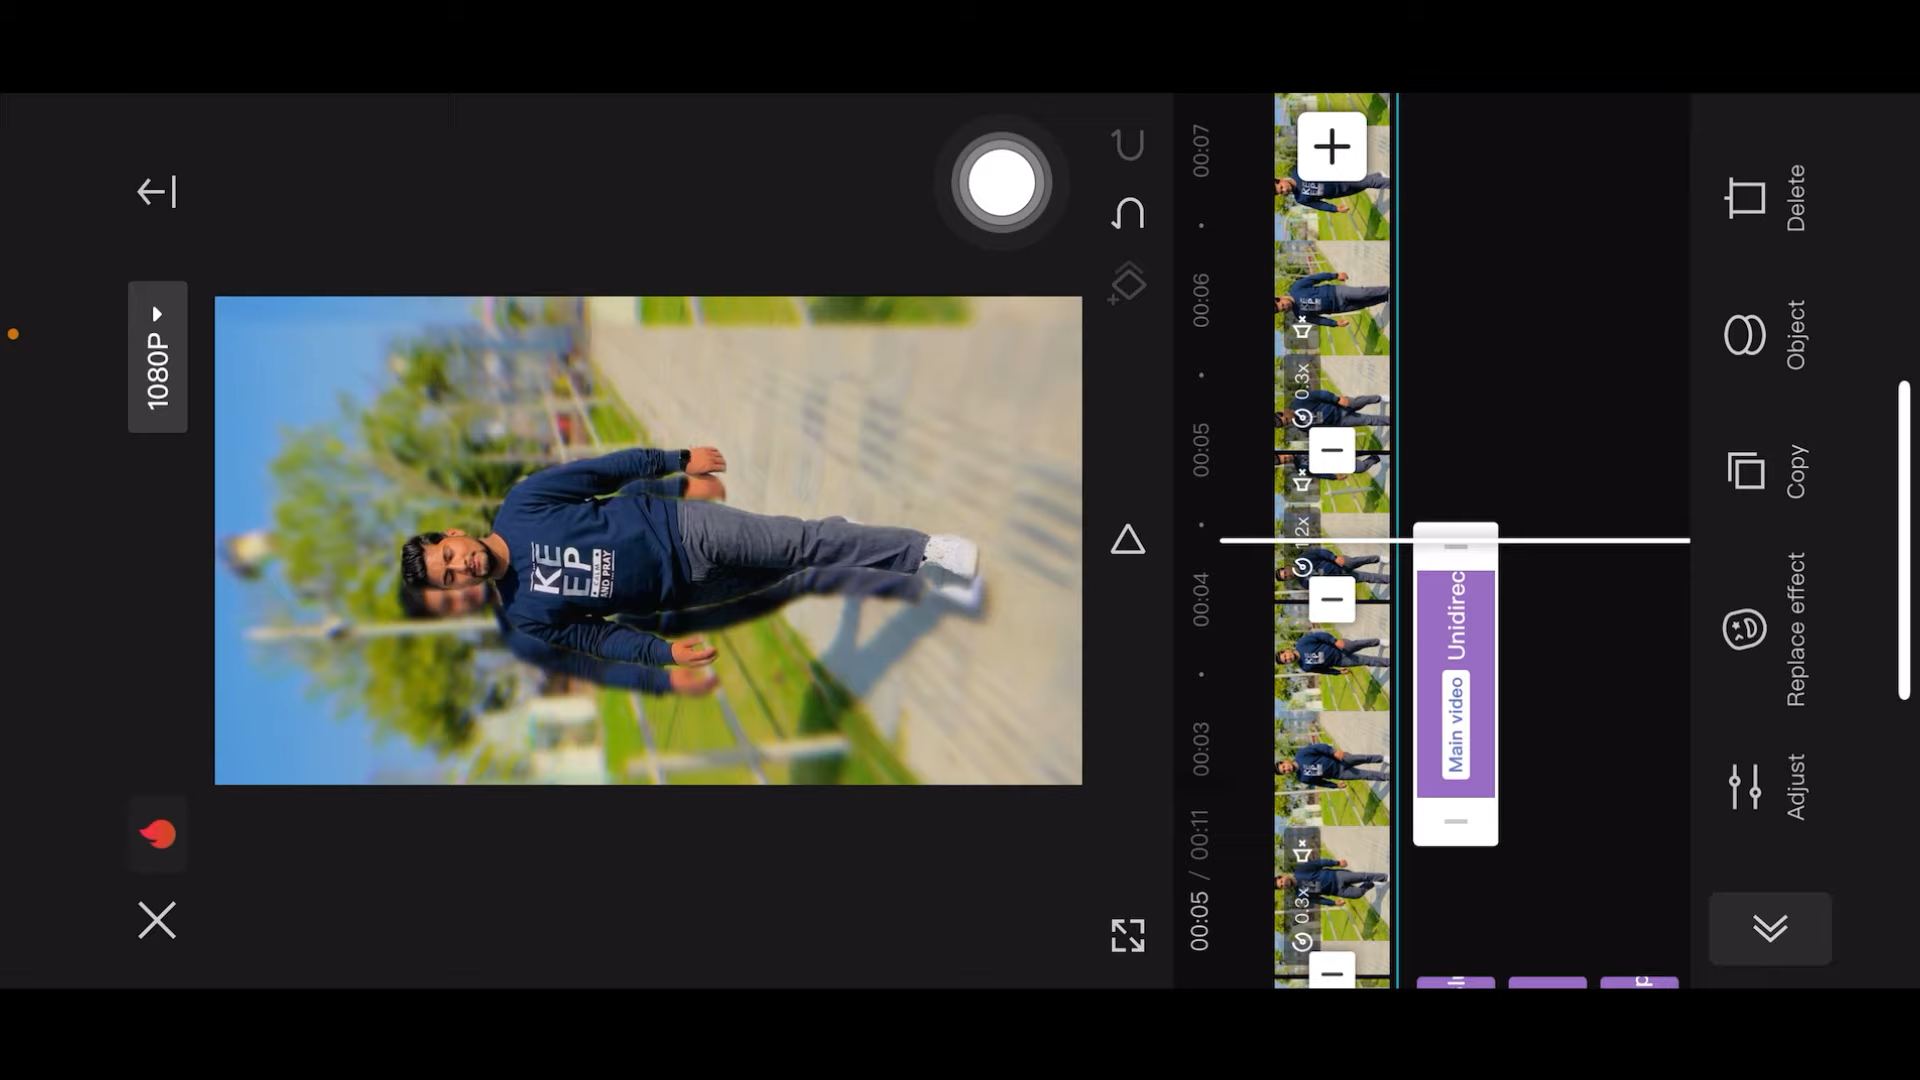 1080P
KE
EP
CALM
AND PRAY
00:05 / 00:11
00:03
00:04
00:05
00:06
00:07
0.3x
0.3x
Main video
Unidirec
Adjust
Replace effect
Copy
Object
Delete